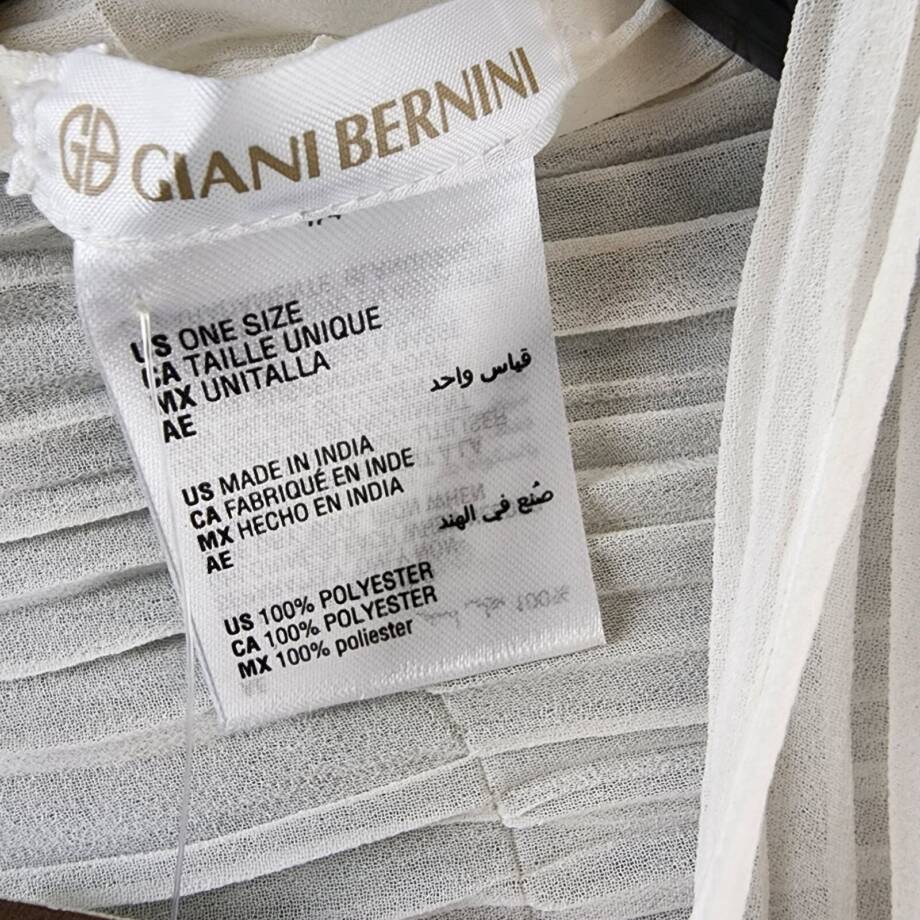 GB GIANI BERNINI
US ONE SIZE
CA TAILLE UNIQUE
MX UNITALLA
AE قياس واحد
US MADE IN INDIA
CA FABRIQUÉ EN INDE
MX HECHO EN INDIA
AE صُنع في الهند
US 100% POLYESTER
CA 100% POLYESTER
MX 100% poliester